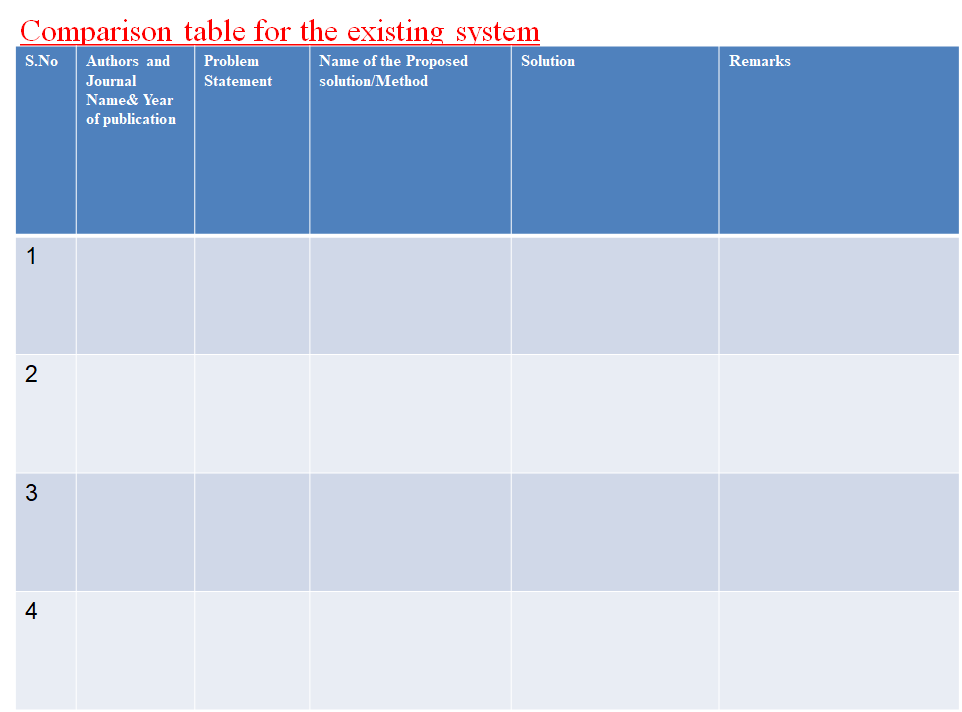 Comparison table for the existing system
S.No
Authors and
Journal
Name& Year
of publication
Problem
Statement
Name of the Proposed
solution/Method
Solution
Remarks
1
2
3
4